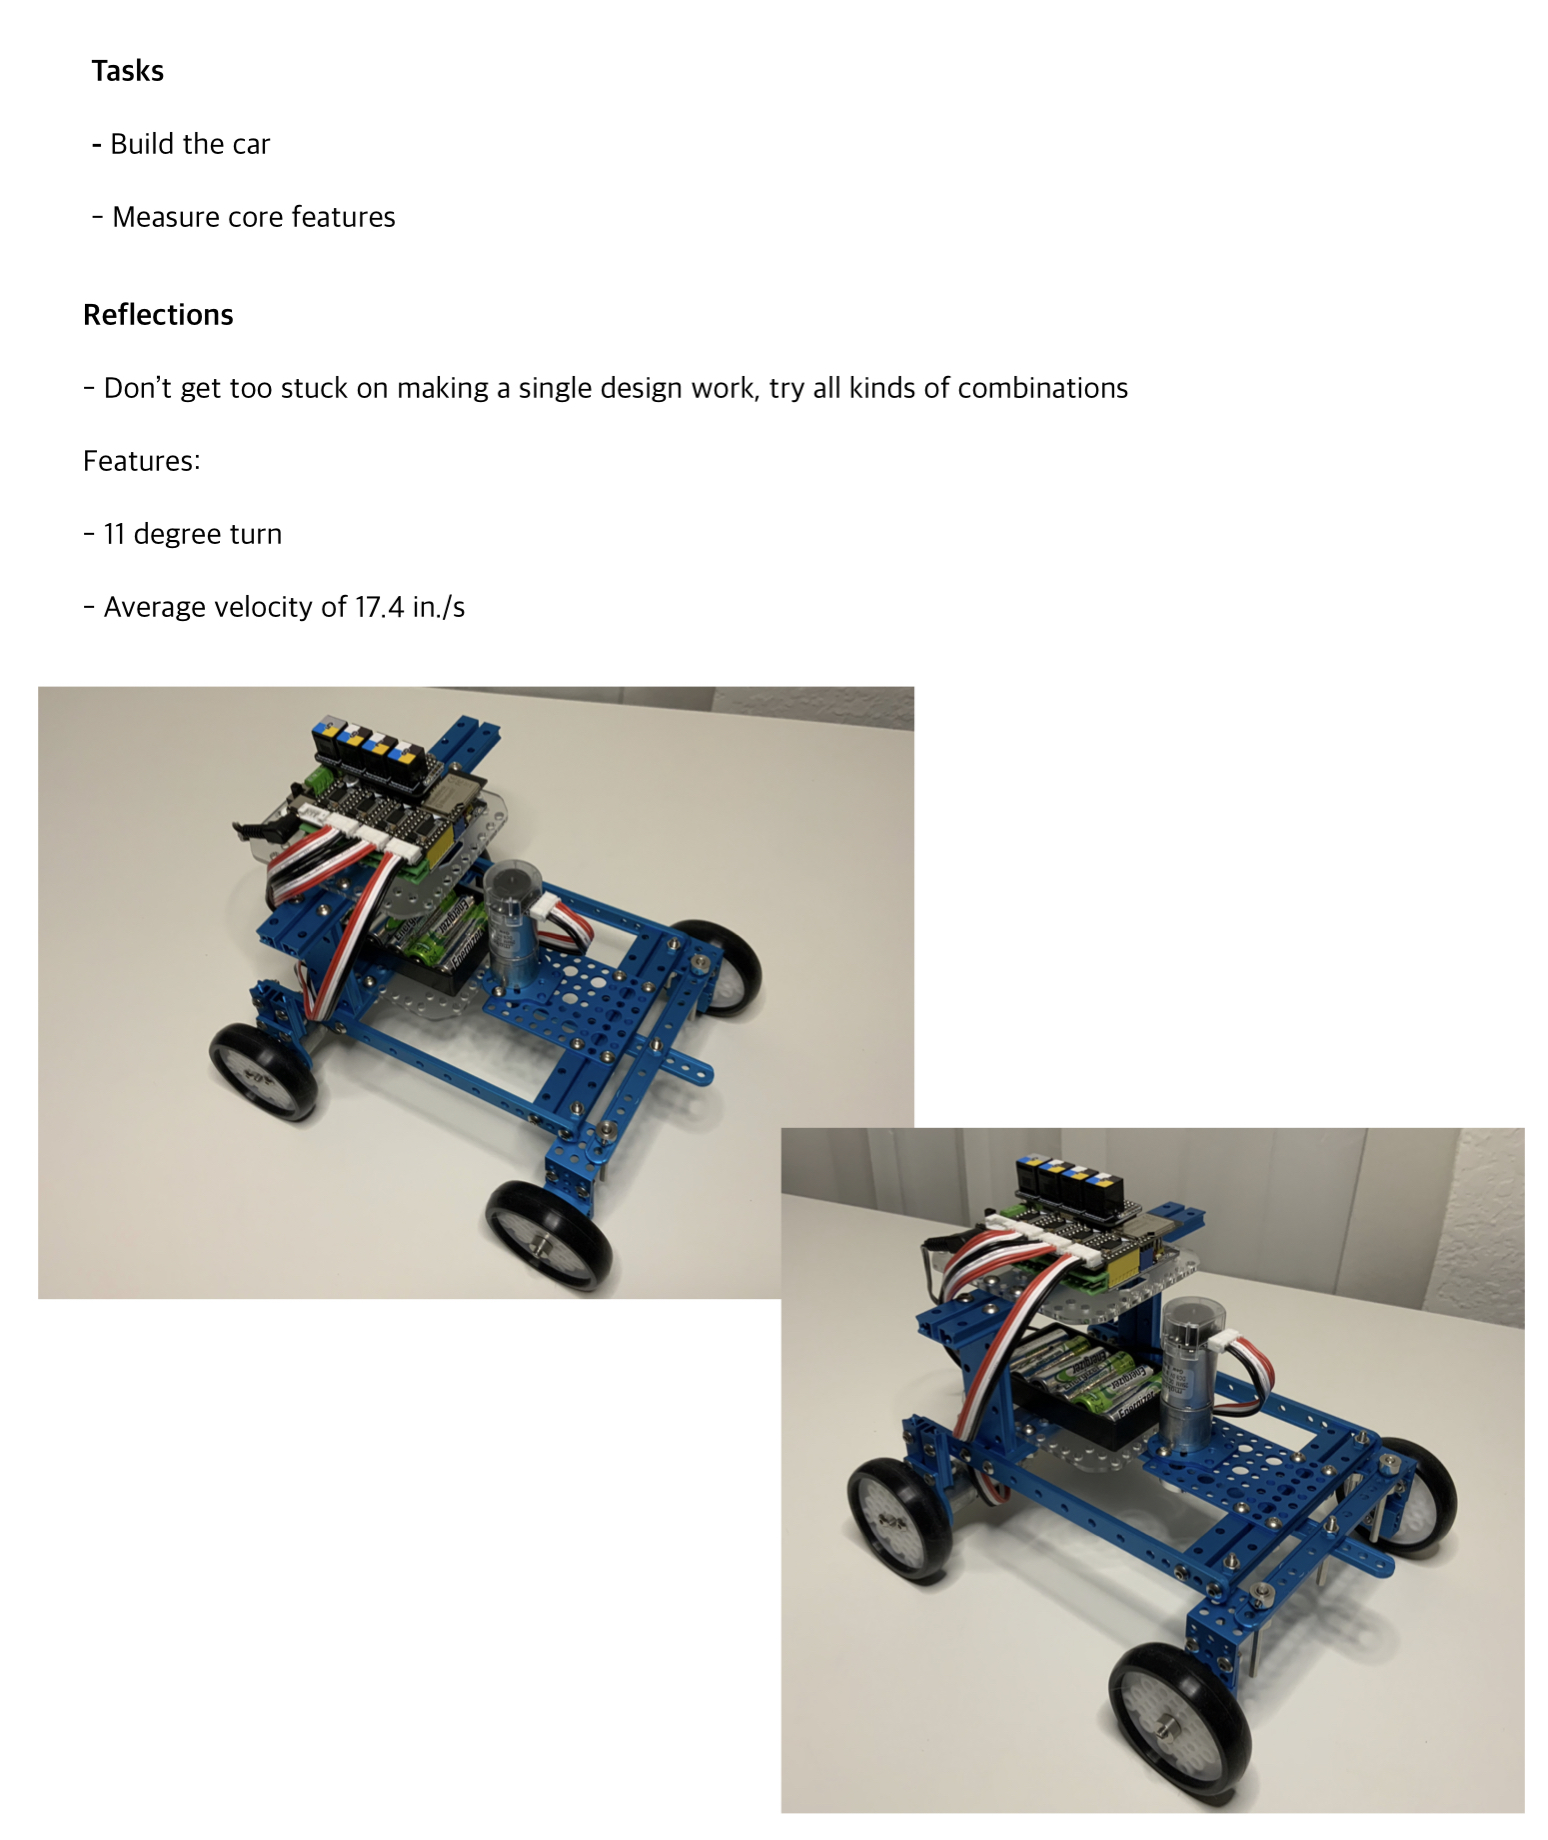 Tasks
- Build the car
- Measure core features
Reflections
- Don't get too stuck on making a single design work, try all kinds of combinations
Features:
- 11 degree turn
- Average velocity of 17.4 in./s
Energizer
Energizer
Energizer
Energizer